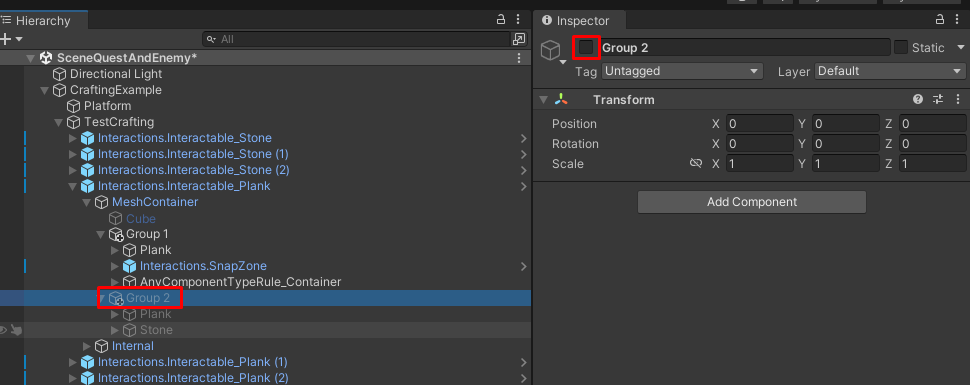 Hierarchy
All
SceneQuestAndEnemy*
Directional Light
CraftingExample
Platform
TestCrafting
Interactions.Interactable_Stone
Interactions.Interactable_Stone (1)
Interactions.Interactable_Stone (2)
Interactions.Interactable_Plank
MeshContainer
Cube
Group 1
Plank
Interactions.SnapZone
AnyComponentTypeRule_Container
Group 2
Plank
Stone
Internal
Interactions.Interactable_Plank (1)
Interactions.Interactable_Plank (2)
Inspector
Group 2 Static
Tag Untagged Layer Default
Transform
Position X 0 Y 0 Z 0
Rotation X 0 Y 0 Z 0
Scale X 1 Y 1 Z 1
Add Component